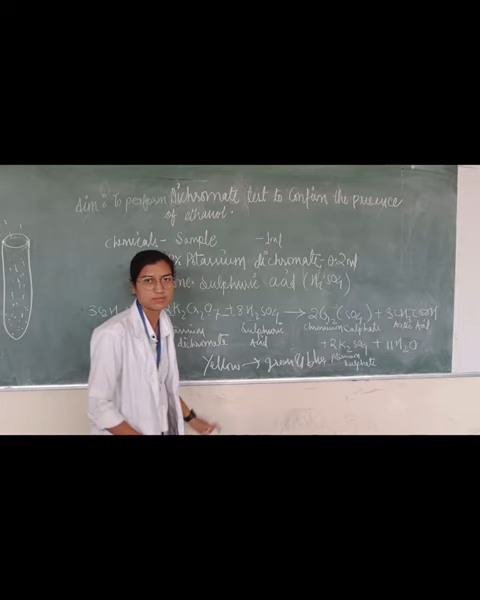 Aim: To perform Dichromate test to Confirm the presence
of ethanol.
chemicals - Sample - 1ml
% Potassium dichromate - 0.2ml
sulphuric acid (H2SO4)
K2Cr2O7 + 8H2SO4 → 2Cr2(SO4) + 3CH3COOH
dichromate Sulphuric Acid chromium Sulphate Acetic Acid
+ 2K2SO4 + 11H2O
Yellow → green Potassium Sulphate